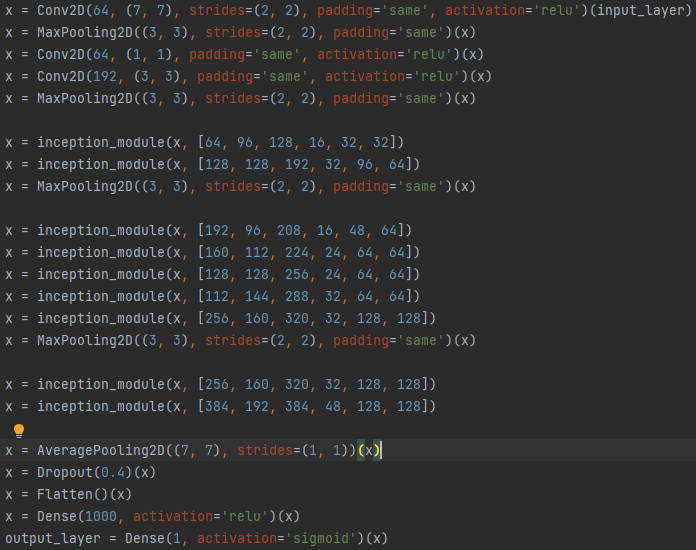 x = Conv2D(64, (7, 7), strides=(2, 2), padding='same', activation='relu')(input_layer)
x = MaxPooling2D((3, 3), strides=(2, 2), padding='same')(x)
x = Conv2D(64, (1, 1), padding='same', activation='relu')(x)
x = Conv2D(192, (3, 3), padding='same', activation='relu')(x)
x = MaxPooling2D((3, 3), strides=(2, 2), padding='same')(x)
x = inception_module(x, [64, 96, 128, 16, 32, 32])
x = inception_module(x, [128, 128, 192, 32, 96, 64])
x = MaxPooling2D((3, 3), strides=(2, 2), padding='same')(x)
x = inception_module(x, [192, 96, 208, 16, 48, 64])
x = inception_module(x, [160, 112, 224, 24, 64, 64])
x = inception_module(x, [128, 128, 256, 24, 64, 64])
x = inception_module(x, [112, 144, 288, 32, 64, 64])
x = inception_module(x, [256, 160, 320, 32, 128, 128])
x = MaxPooling2D((3, 3), strides=(2, 2), padding='same')(x)
x = inception_module(x, [256, 160, 320, 32, 128, 128])
x = inception_module(x, [384, 192, 384, 48, 128, 128])
x = AveragePooling2D((7, 7), strides=(1, 1))(x)
x = Dropout(0.4)(x)
x = Flatten()(x)
x = Dense(1000, activation='relu')(x)
output_layer = Dense(1, activation='sigmoid')(x)